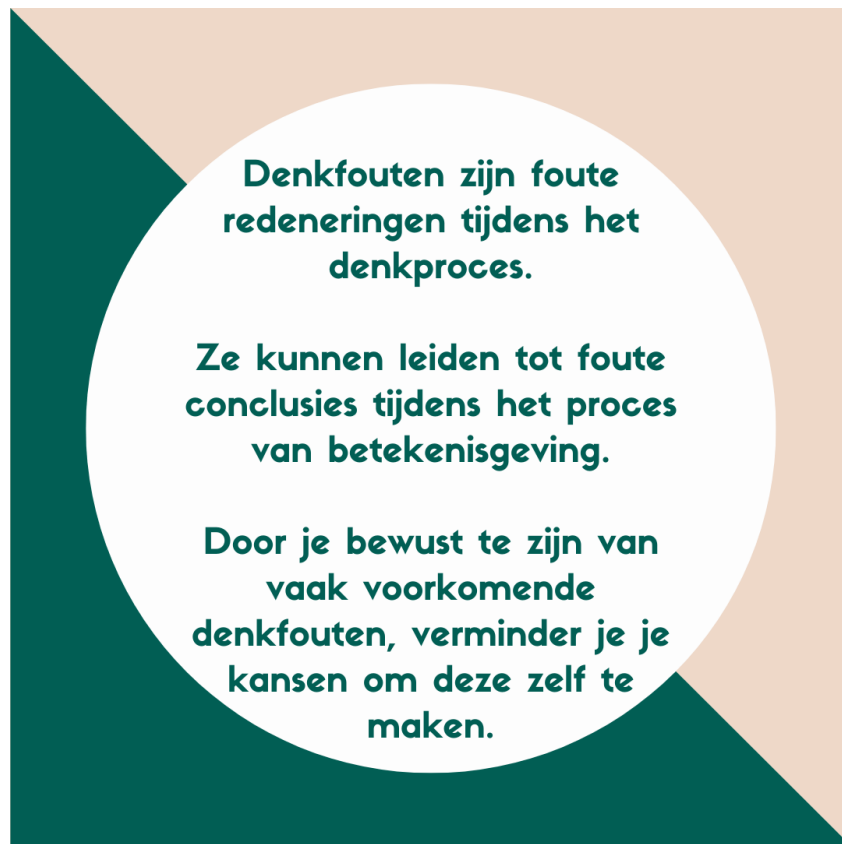 Denkfouten zijn foute
redeneringen tijdens het
denkproces.
Ze kunnen leiden tot foute
conclusies tijdens het proces
van betekenisgeving.
Door je bewust te zijn van
vaak voorkomende
denkfouten, verminder je je
kansen om deze zelf te
maken.